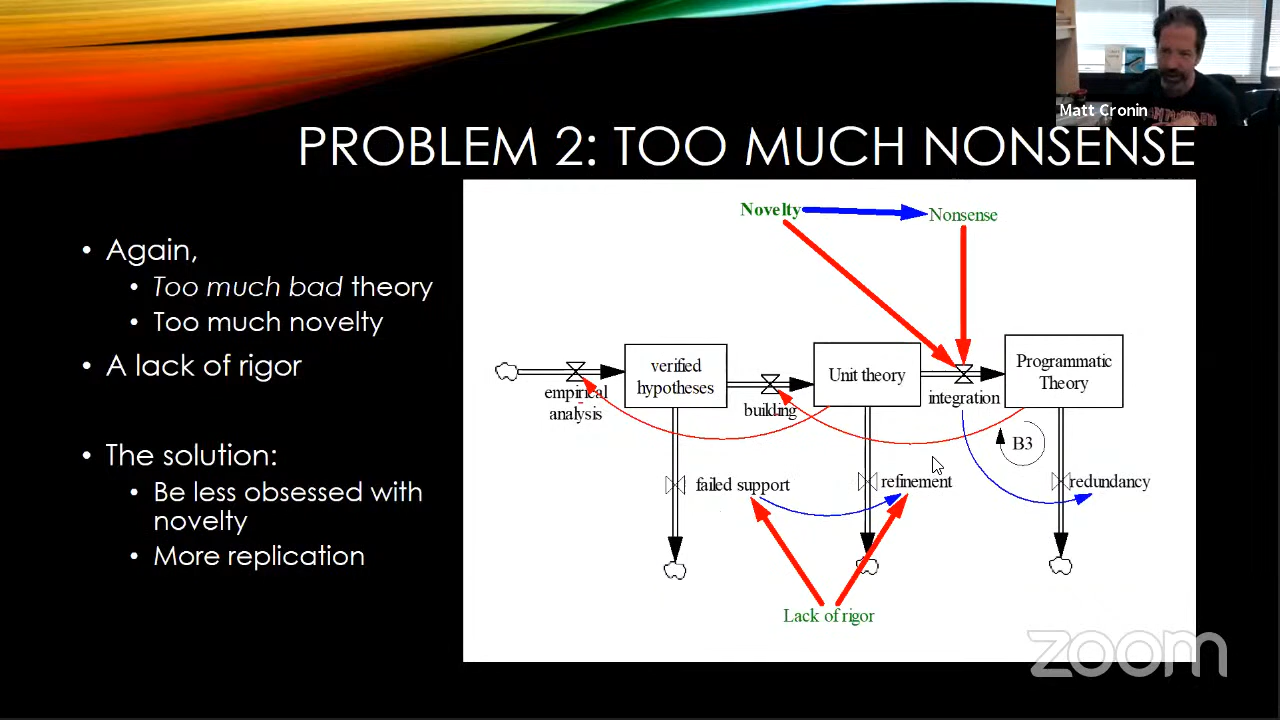 Matt Cronin
PROBLEM 2: TOO MUCH NONSENSE
• Again,
• Too much bad theory
• Too much novelty
• A lack of rigor
• The solution:
• Be less obsessed with
novelty
• More replication
Novelty
Nonsense
verified
hypotheses
Unit theory
Programmatic
Theory
empirical
analysis
building
integration
B3
failed support
refinement
redundancy
Lack of rigor
zoom